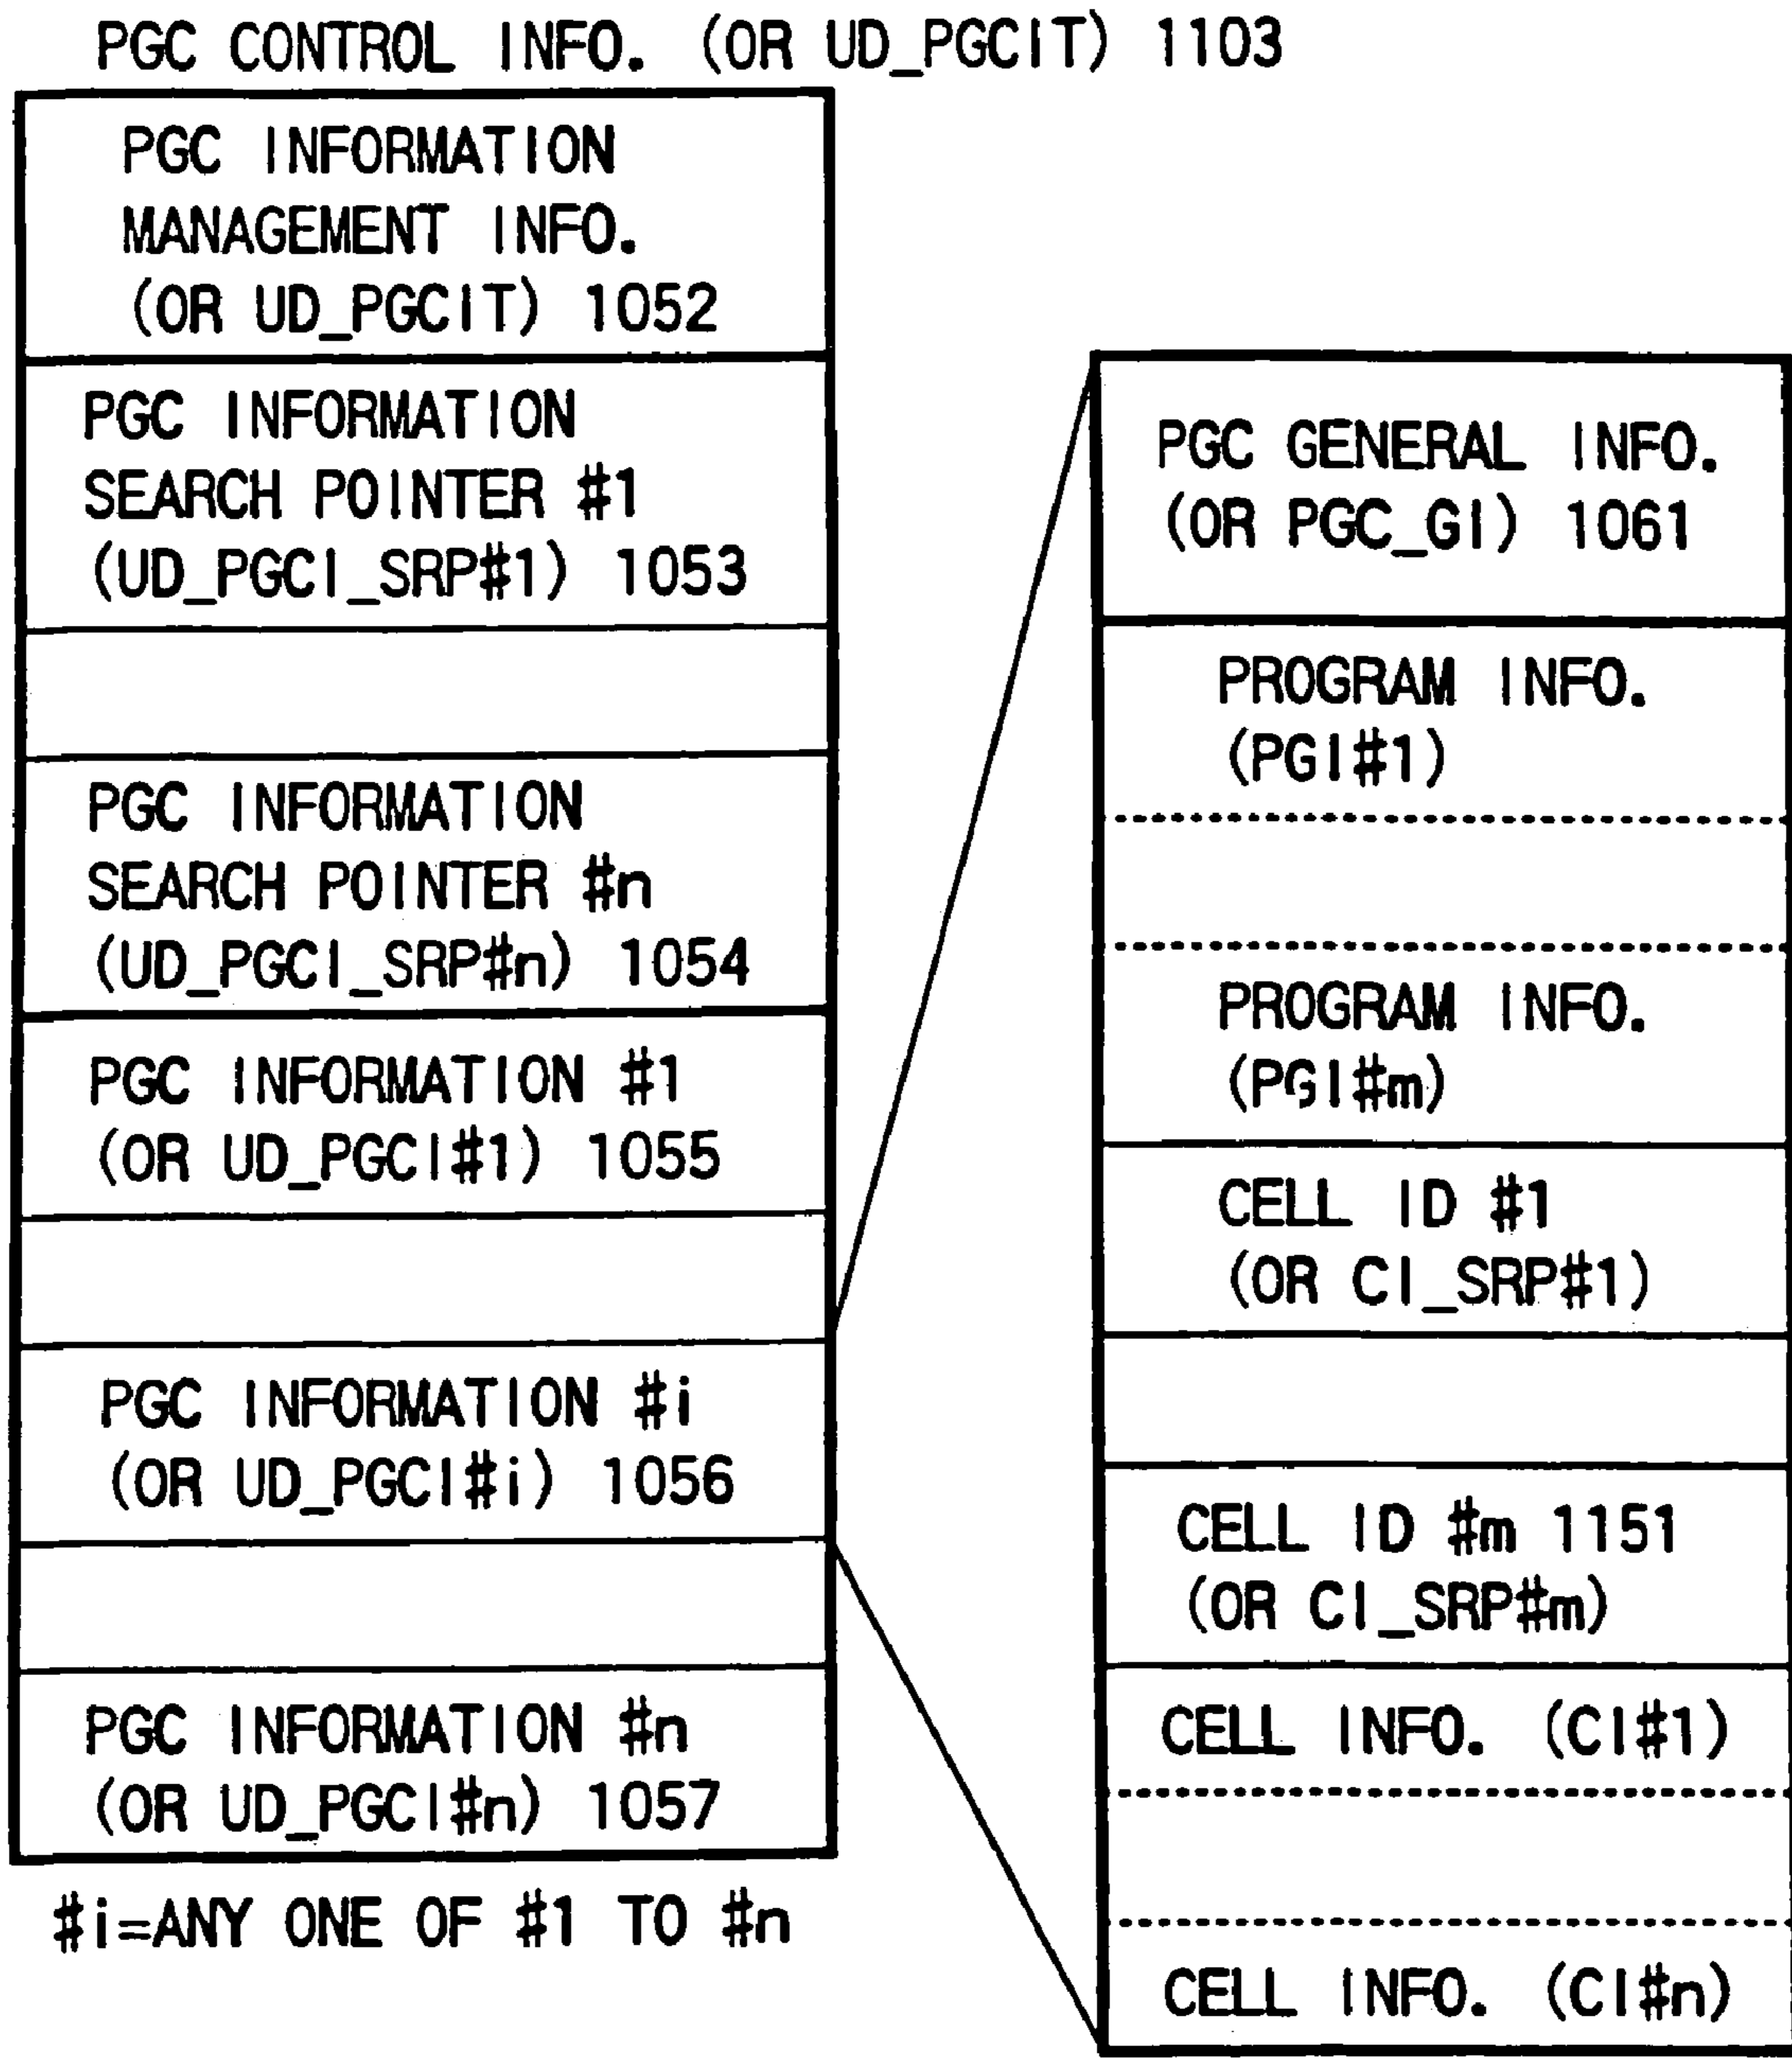 PGC CONTROL INFO. (OR UD_PGCIT) 1103
PGC INFORMATION
MANAGEMENT INFO.
(OR UD_PGCIT) 1052
PGC INFORMATION
SEARCH POINTER #1
(UD_PGCI_SRP#1) 1053
PGC INFORMATION
SEARCH POINTER #n
(UD_PGCI_SRP#n) 1054
PGC INFORMATION #1
(OR UD_PGCI#1) 1055
PGC INFORMATION #i
(OR UD_PGCI#i) 1056
PGC INFORMATION #n
(OR UD_PGCI#n) 1057
#i=ANY ONE OF #1 TO #n
PGC GENERAL INFO.
(OR PGC_GI) 1061
PROGRAM INFO.
(PGI#1)
PROGRAM INFO.
(PGI#m)
CELL ID #1
(OR CI_SRP#1)
CELL ID #m 1151
(OR CI_SRP#m)
CELL INFO. (CI#1)
CELL INFO. (CI#n)